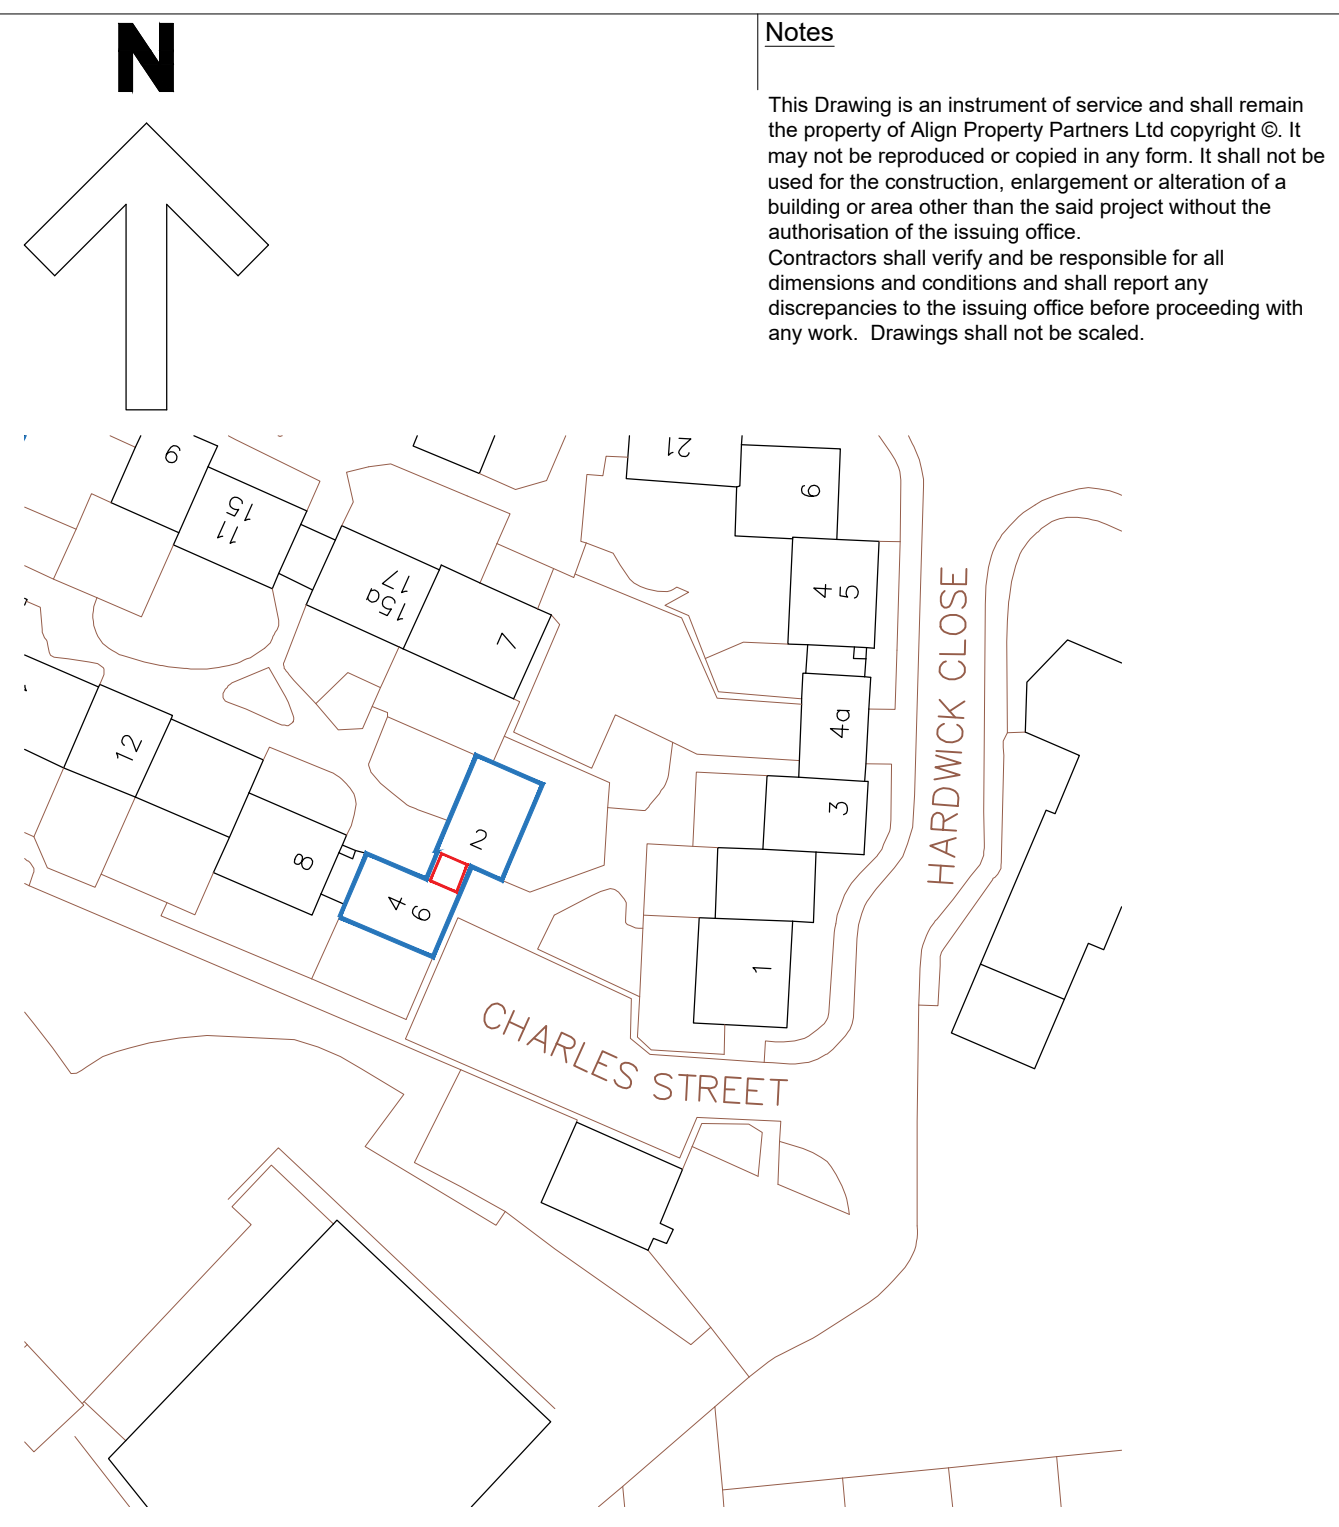 N
Notes
This Drawing is an instrument of service and shall remain
the property of Align Property Partners Ltd copyright ©. It
may not be reproduced or copied in any form. It shall not be
used for the construction, enlargement or alteration of a
building or area other than the said project without the
authorisation of the issuing office.
Contractors shall verify and be responsible for all
dimensions and conditions and shall report any
discrepancies to the issuing office before proceeding with
any work.  Drawings shall not be scaled.
9
21
6
15
11
17
15a
4
5
7
4a
12
3
2
8
4
6
1
HARDWICK CLOSE
CHARLES STREET